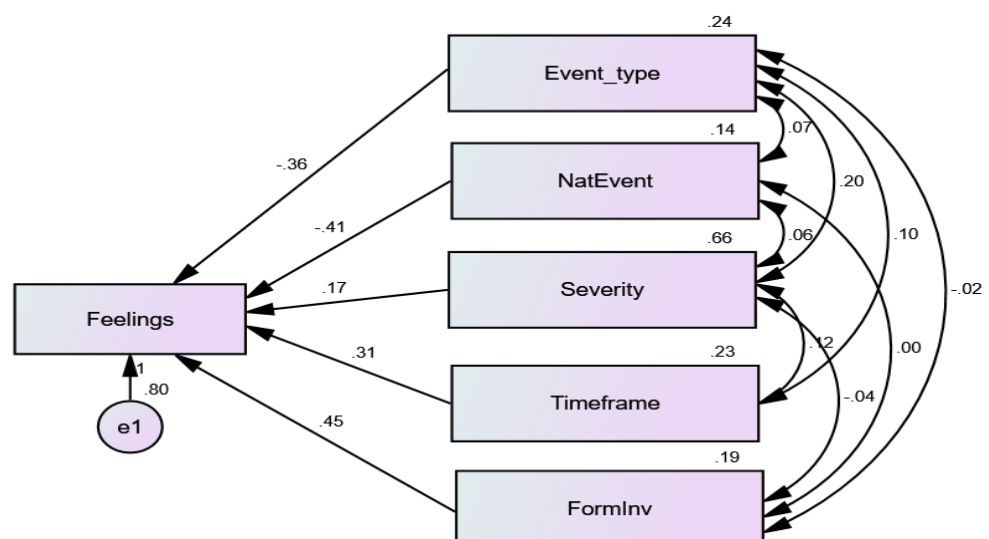 .24
Event_type
.07
.14
-.36
NatEvent
.20
-.41
.06
.10
.66
Severity
.17
-.02
Feelings
.31
.12
.23
.00
1
.80
Timeframe
-.04
.45
e1
.19
FormInv